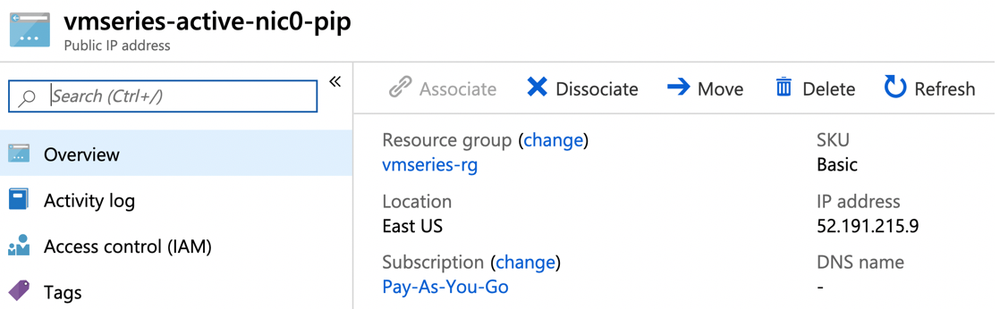 vmseries-active-nic0-pip
Public IP address
Search (Ctrl+/)
«
Overview
Activity log
Access control (IAM)
Tags
Associate Dissociate Move Delete Refresh
Resource group (change)
vmseries-rg
Location
East US
Subscription (change)
Pay-As-You-Go
SKU
Basic
IP address
52.191.215.9
DNS name
-